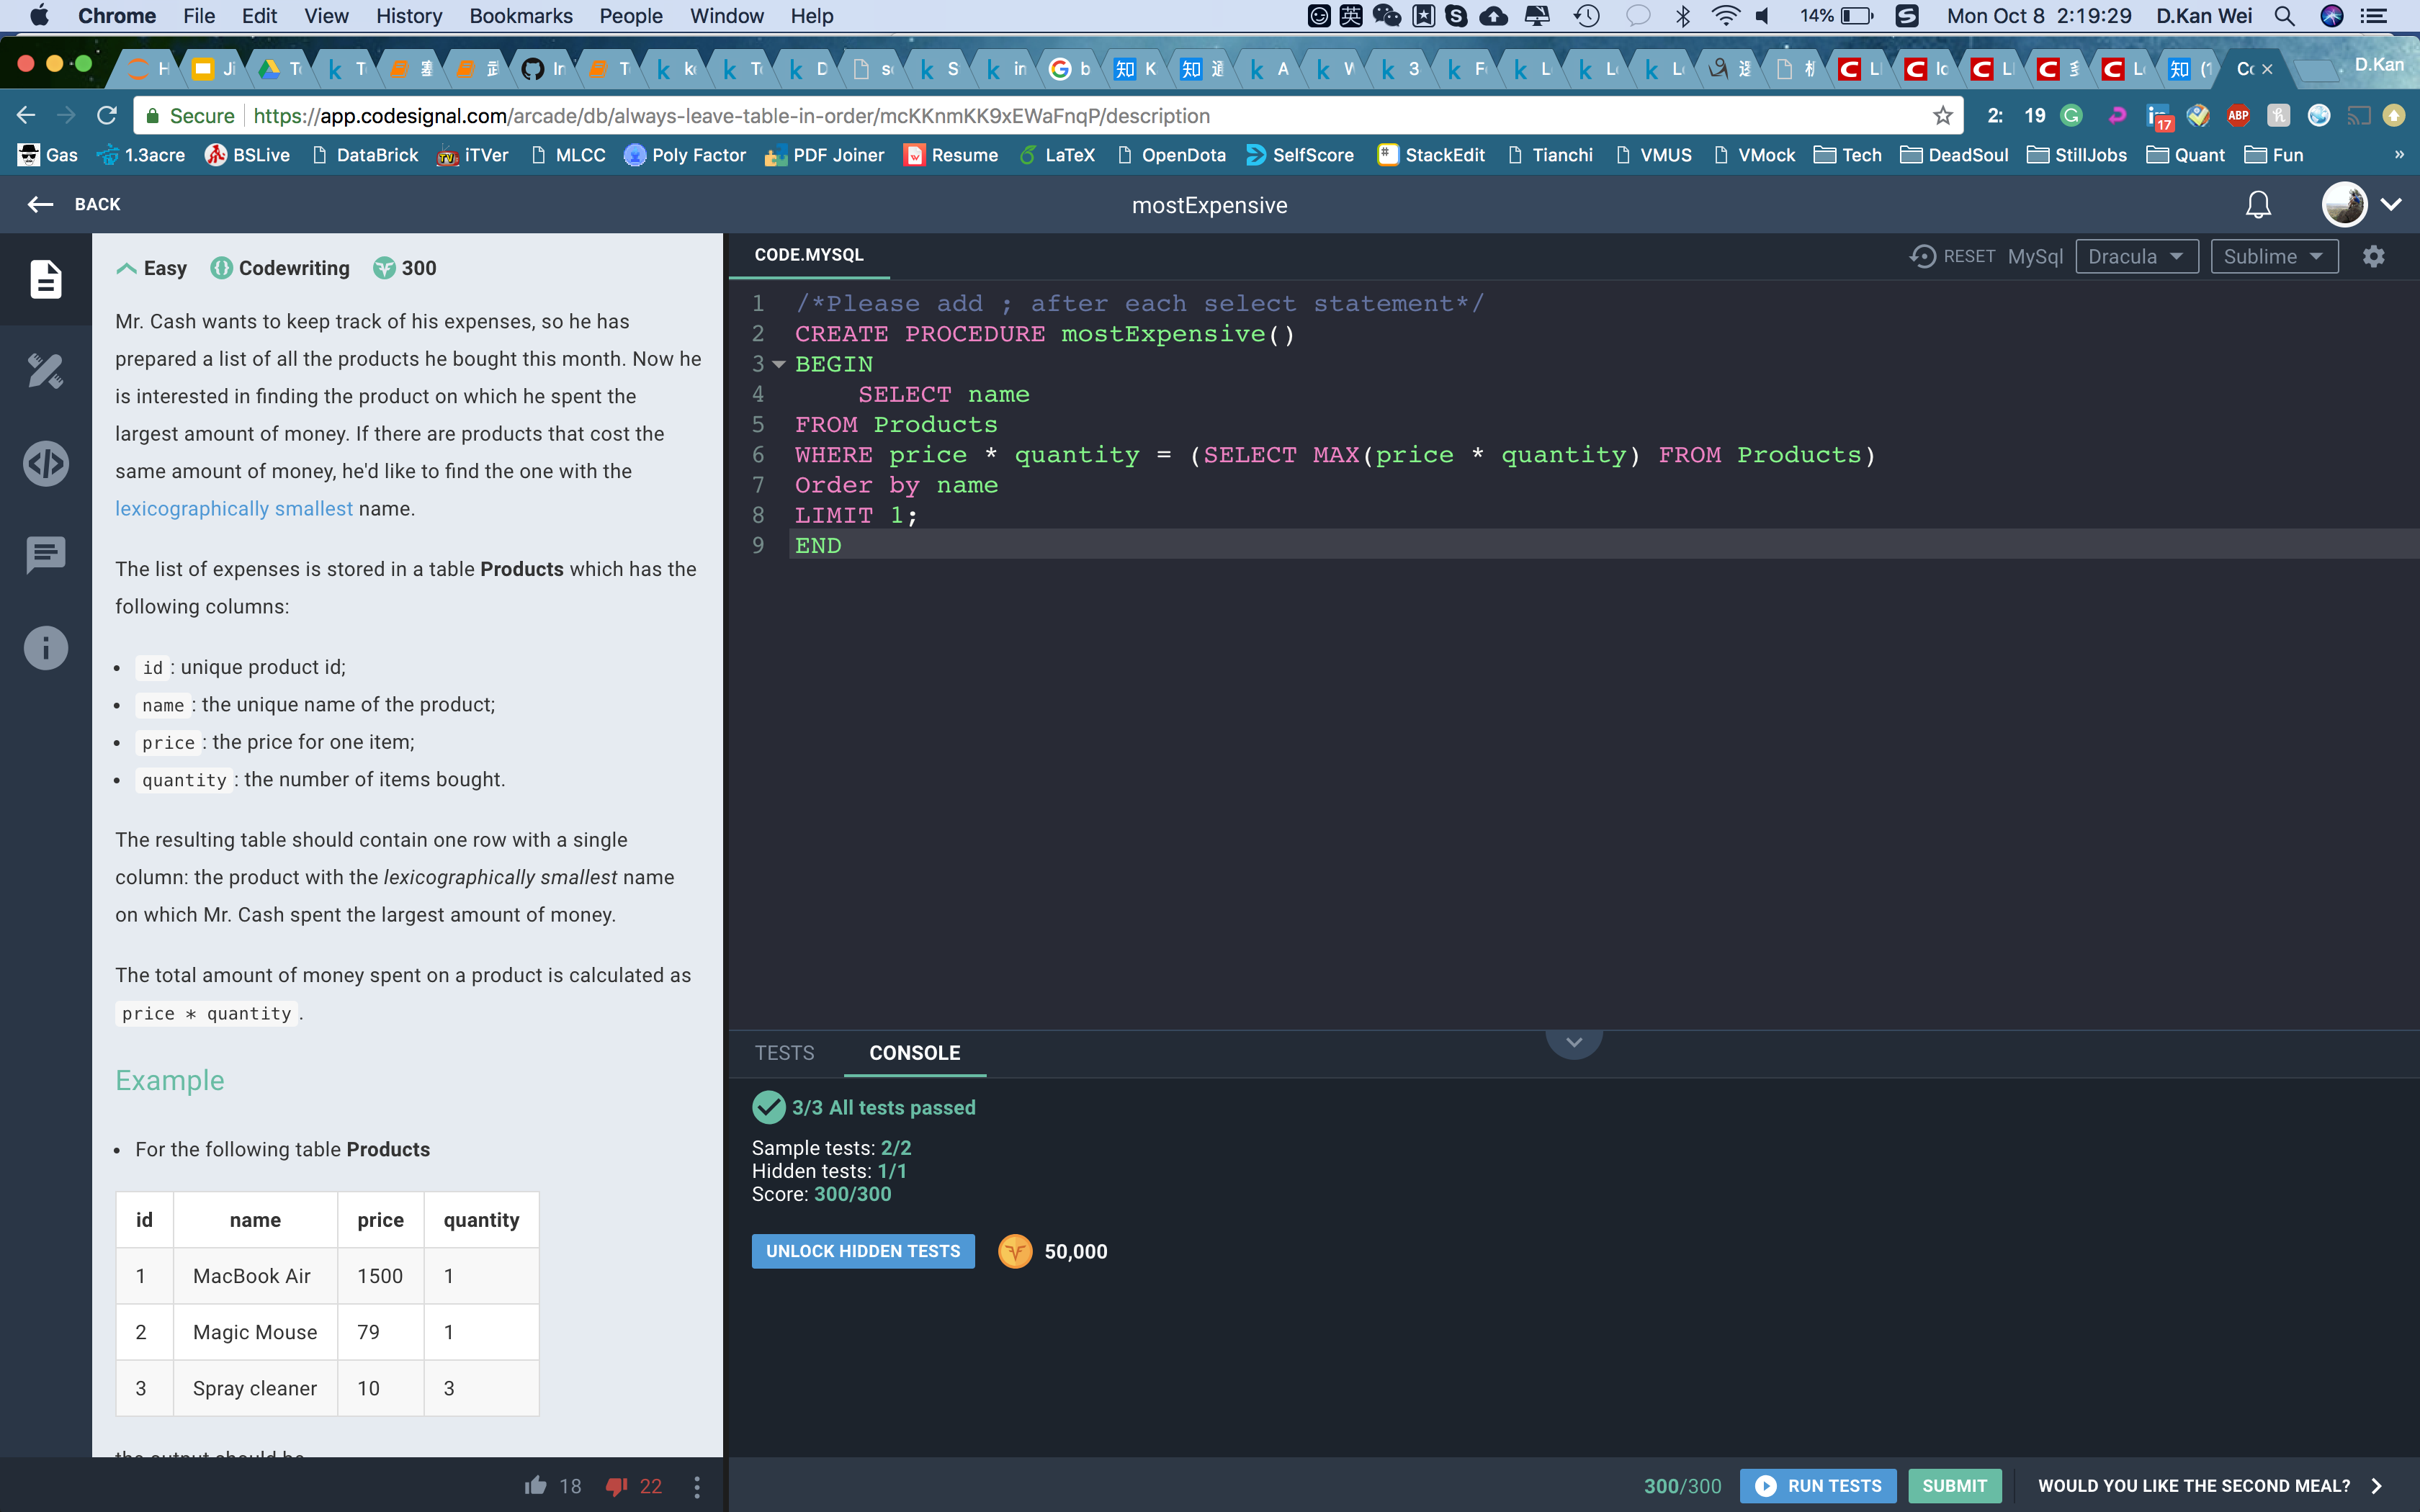 Chrome File Edit View History Bookmarks People Window Help
英 14% Mon Oct 8 2:19:29 D.Kan Wei
D.Kan
Secure https://app.codesignal.com/arcade/db/always-leave-table-in-order/mcKKnmKK9xEWaFnqP/description 2: 19 17 ABP
Gas 1.3acre BSLive DataBrick iTVer MLCC Poly Factor PDF Joiner Resume LaTeX OpenDota SelfScore StackEdit Tianchi VMUS VMock Tech DeadSoul StillJobs Quant Fun »
BACK
mostExpensive
Easy Codewriting 300
Mr. Cash wants to keep track of his expenses, so he has
prepared a list of all the products he bought this month. Now he
is interested in finding the product on which he spent the
largest amount of money. If there are products that cost the
same amount of money, he'd like to find the one with the
lexicographically smallest name.
The list of expenses is stored in a table Products which has the
following columns:
• id : unique product id;
• name : the unique name of the product;
• price : the price for one item;
• quantity : the number of items bought.
The resulting table should contain one row with a single
column: the product with the lexicographically smallest name
on which Mr. Cash spent the largest amount of money.
The total amount of money spent on a product is calculated as
price * quantity .
Example
• For the following table Products
id name price quantity
1 MacBook Air 1500 1
2 Magic Mouse 79 1
3 Spray cleaner 10 3
18 22
CODE.MYSQL
RESET MySql Dracula Sublime
1 /*Please add ; after each select statement*/
2 CREATE PROCEDURE mostExpensive()
3 BEGIN
4 SELECT name
5 FROM Products
6 WHERE price * quantity = (SELECT MAX(price * quantity) FROM Products)
7 Order by name
8 LIMIT 1;
9 END
TESTS CONSOLE
3/3 All tests passed
Sample tests: 2/2
Hidden tests: 1/1
Score: 300/300
UNLOCK HIDDEN TESTS 50,000
300/300 RUN TESTS SUBMIT WOULD YOU LIKE THE SECOND MEAL?